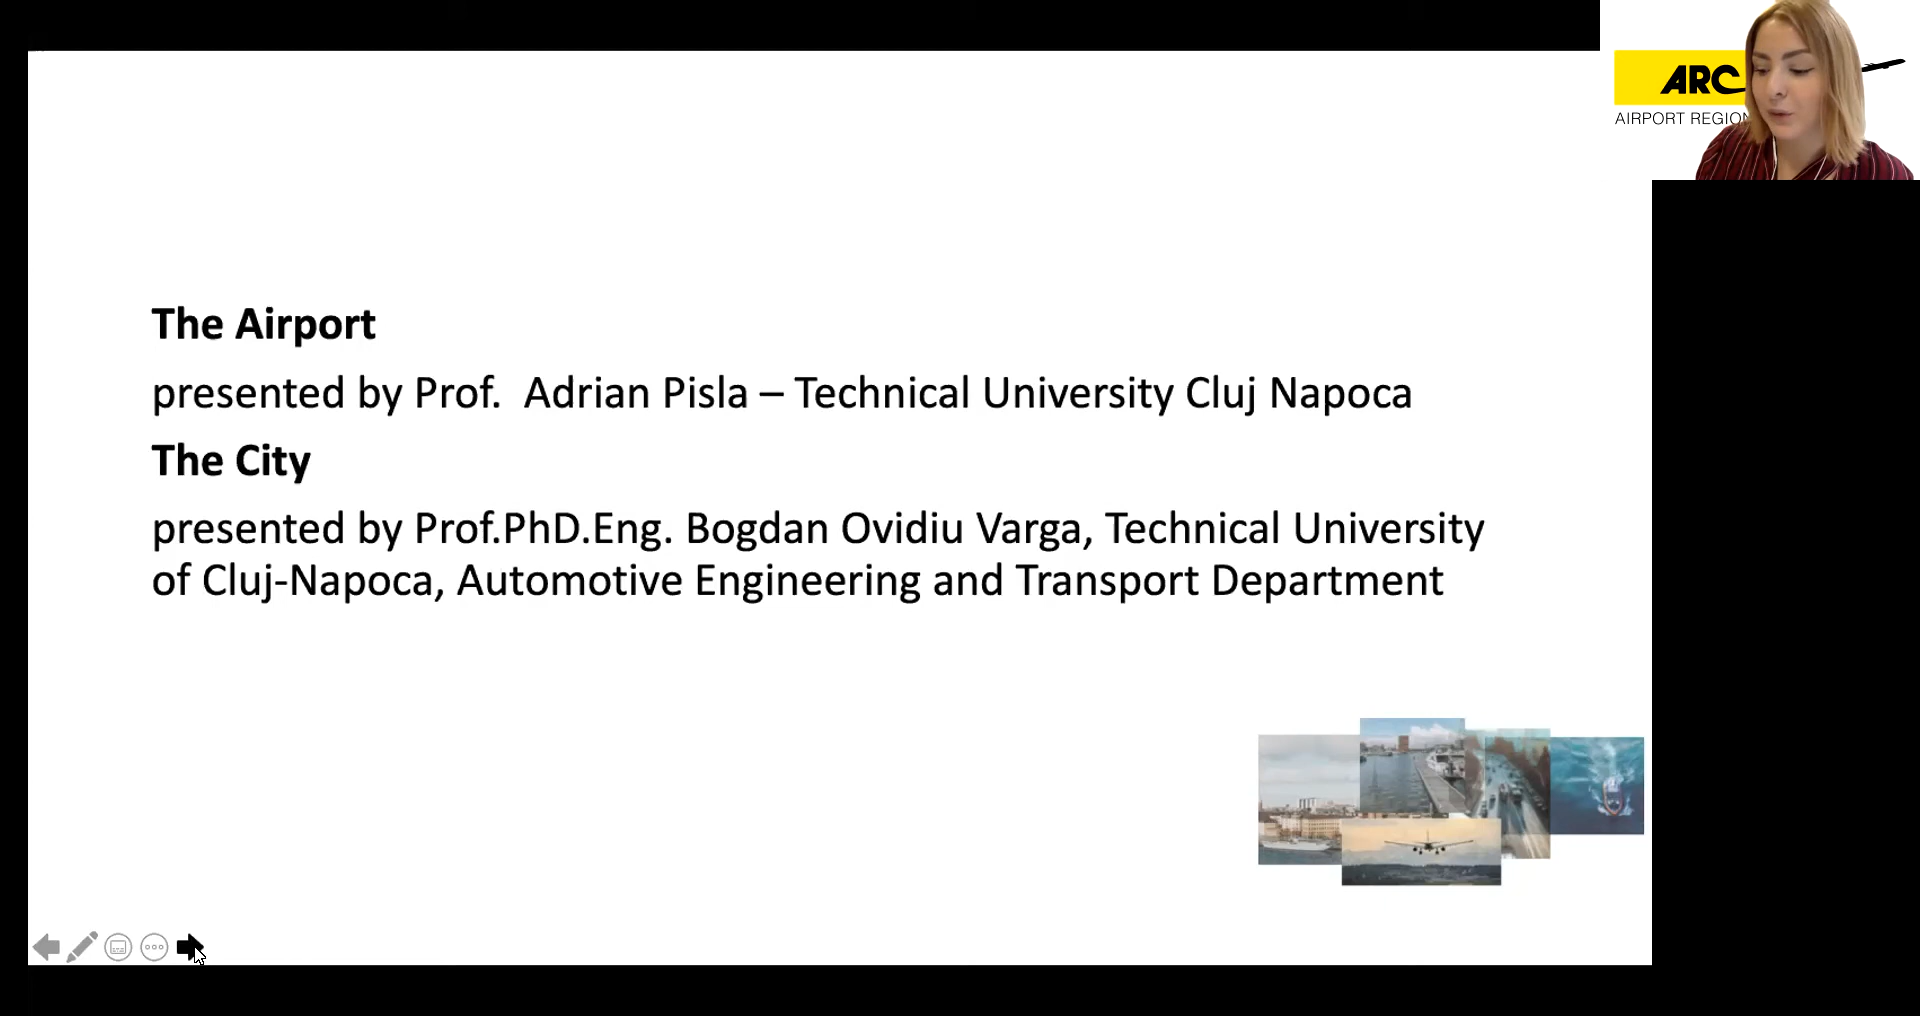 ARC
AIRPORT REGION
The Airport
presented by Prof.  Adrian Pisla – Technical University Cluj Napoca
The City
presented by Prof.PhD.Eng. Bogdan Ovidiu Varga, Technical University
of Cluj-Napoca, Automotive Engineering and Transport Department